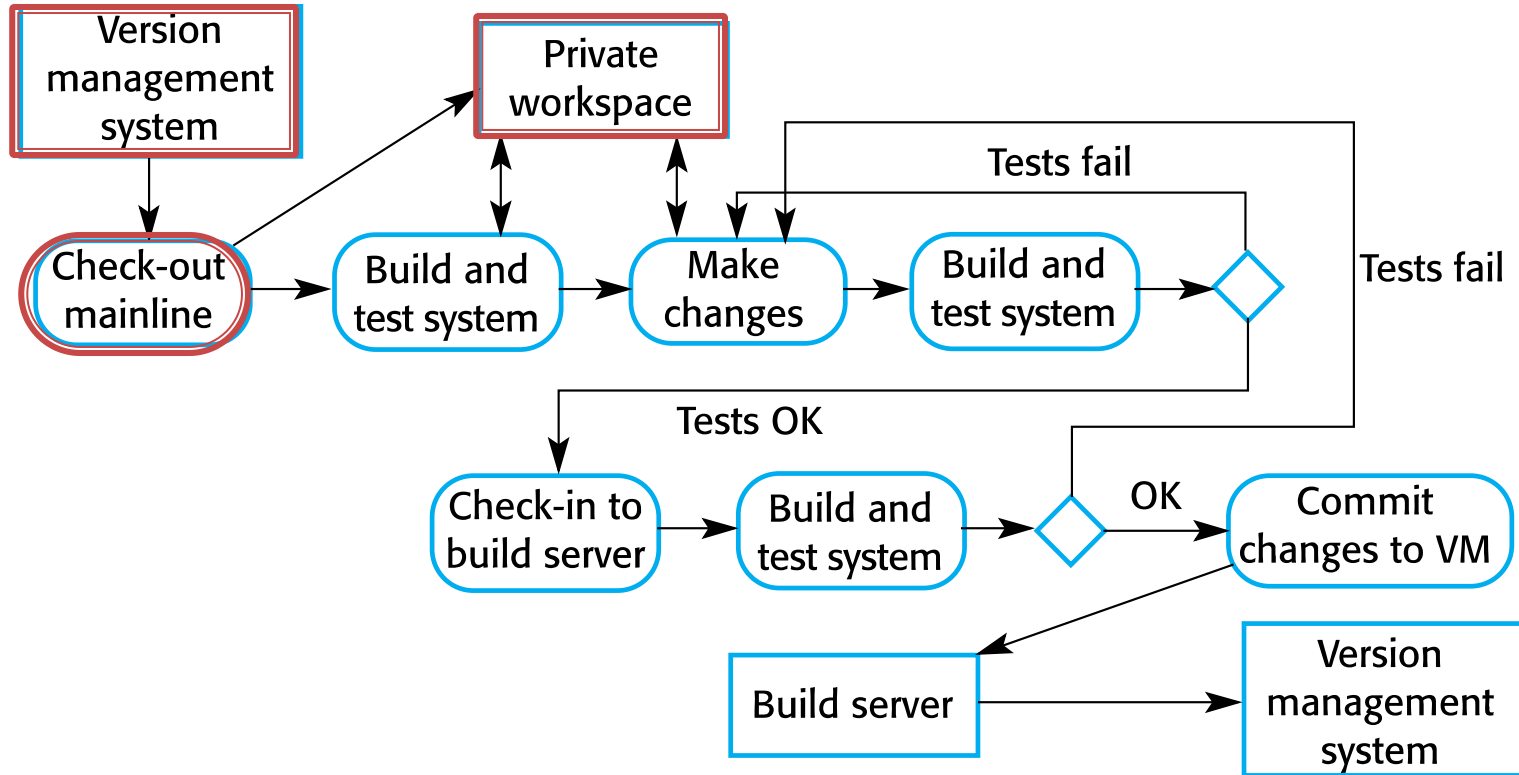 Version
management
system
Private
workspace
Tests fail
Check-out
mainline
Build and
test system
Make
changes
Build and
test system
Tests fail
Tests OK
Check-in to
build server
Build and
test system
OK
Commit
changes to VM
Build server
Version
management
system